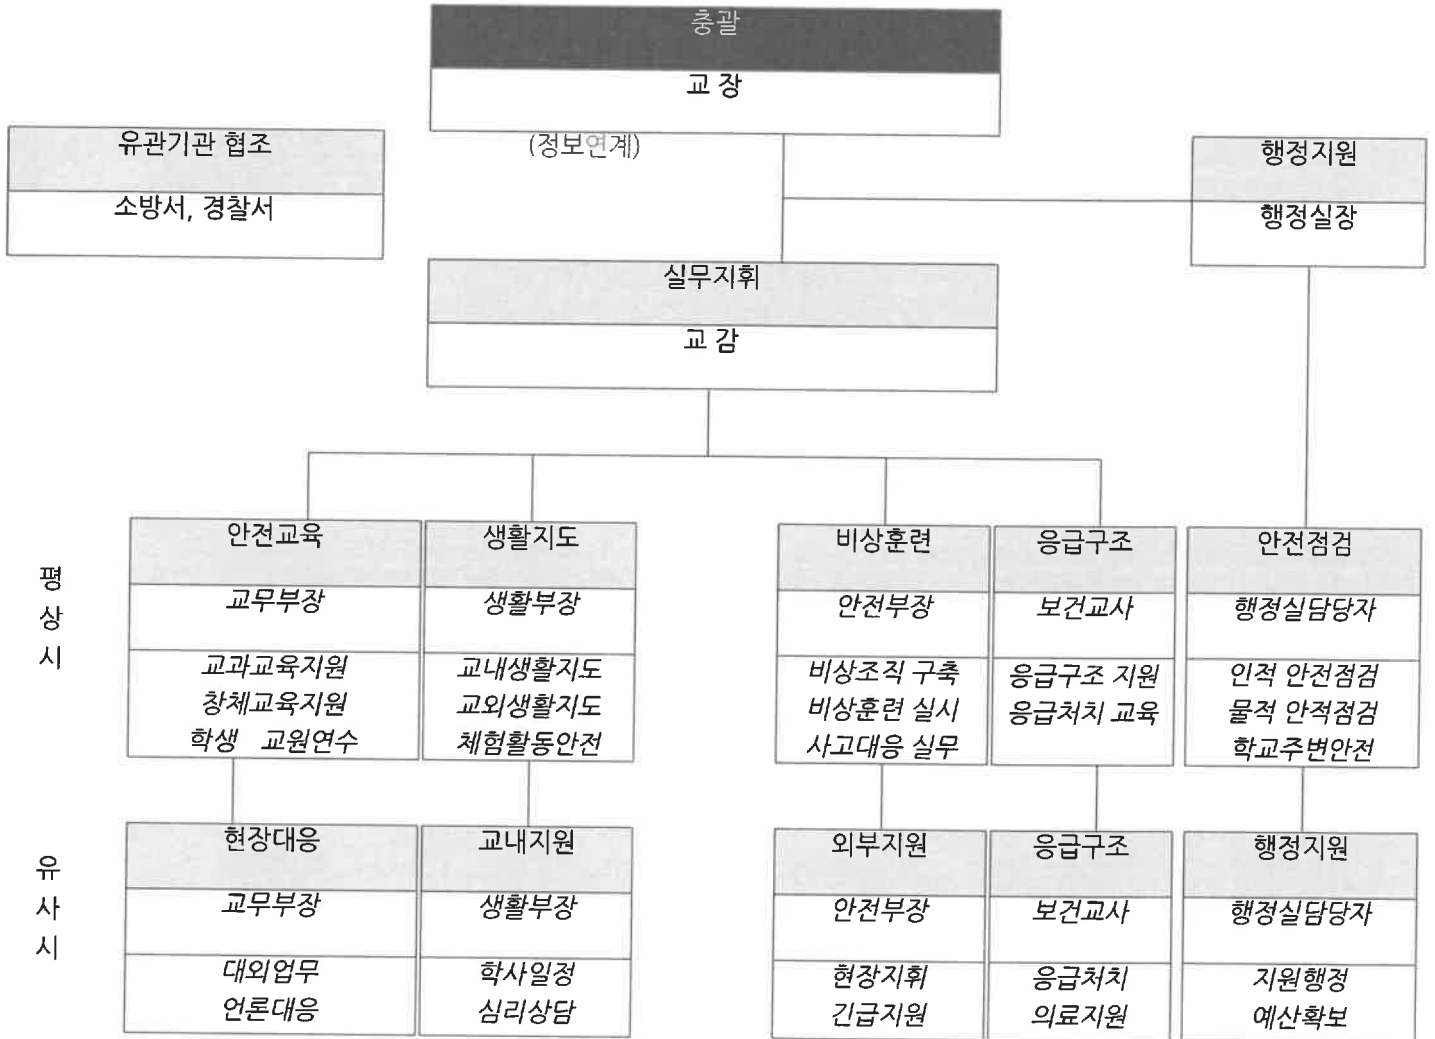 총괄
교 장
유관기관 협조
소방서, 경찰서
(정보연계)
행정지원
행정실장
실무지휘
교 감
평
상
시
안전교육
교무부장
교과교육지원
창체교육지원
학생 교원연수
생활지도
생활부장
교내생활지도
교외생활지도
체험활동안전
비상훈련
안전부장
비상조직 구축
비상훈련 실시
사고대응 실무
응급구조
보건교사
응급구조 지원
응급처치 교육
안전점검
행정실담당자
인적 안전점검
물적 안적점검
학교주변안전
유
사
시
현장대응
교무부장
대외업무
언론대응
교내지원
생활부장
학사일정
심리상담
외부지원
안전부장
현장지휘
긴급지원
응급구조
보건교사
응급처치
의료지원
행정지원
행정실담당자
지원행정
예산확보